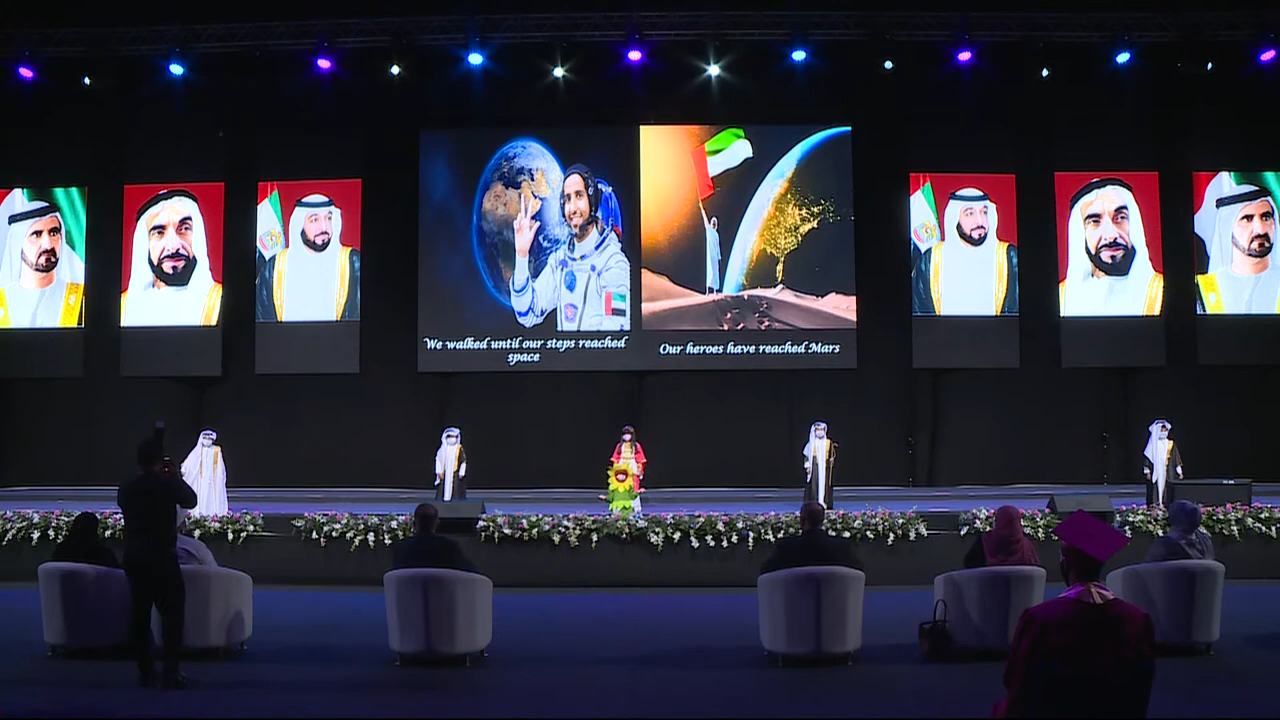 We walked until our steps reached
space
Our heroes have reached Mars